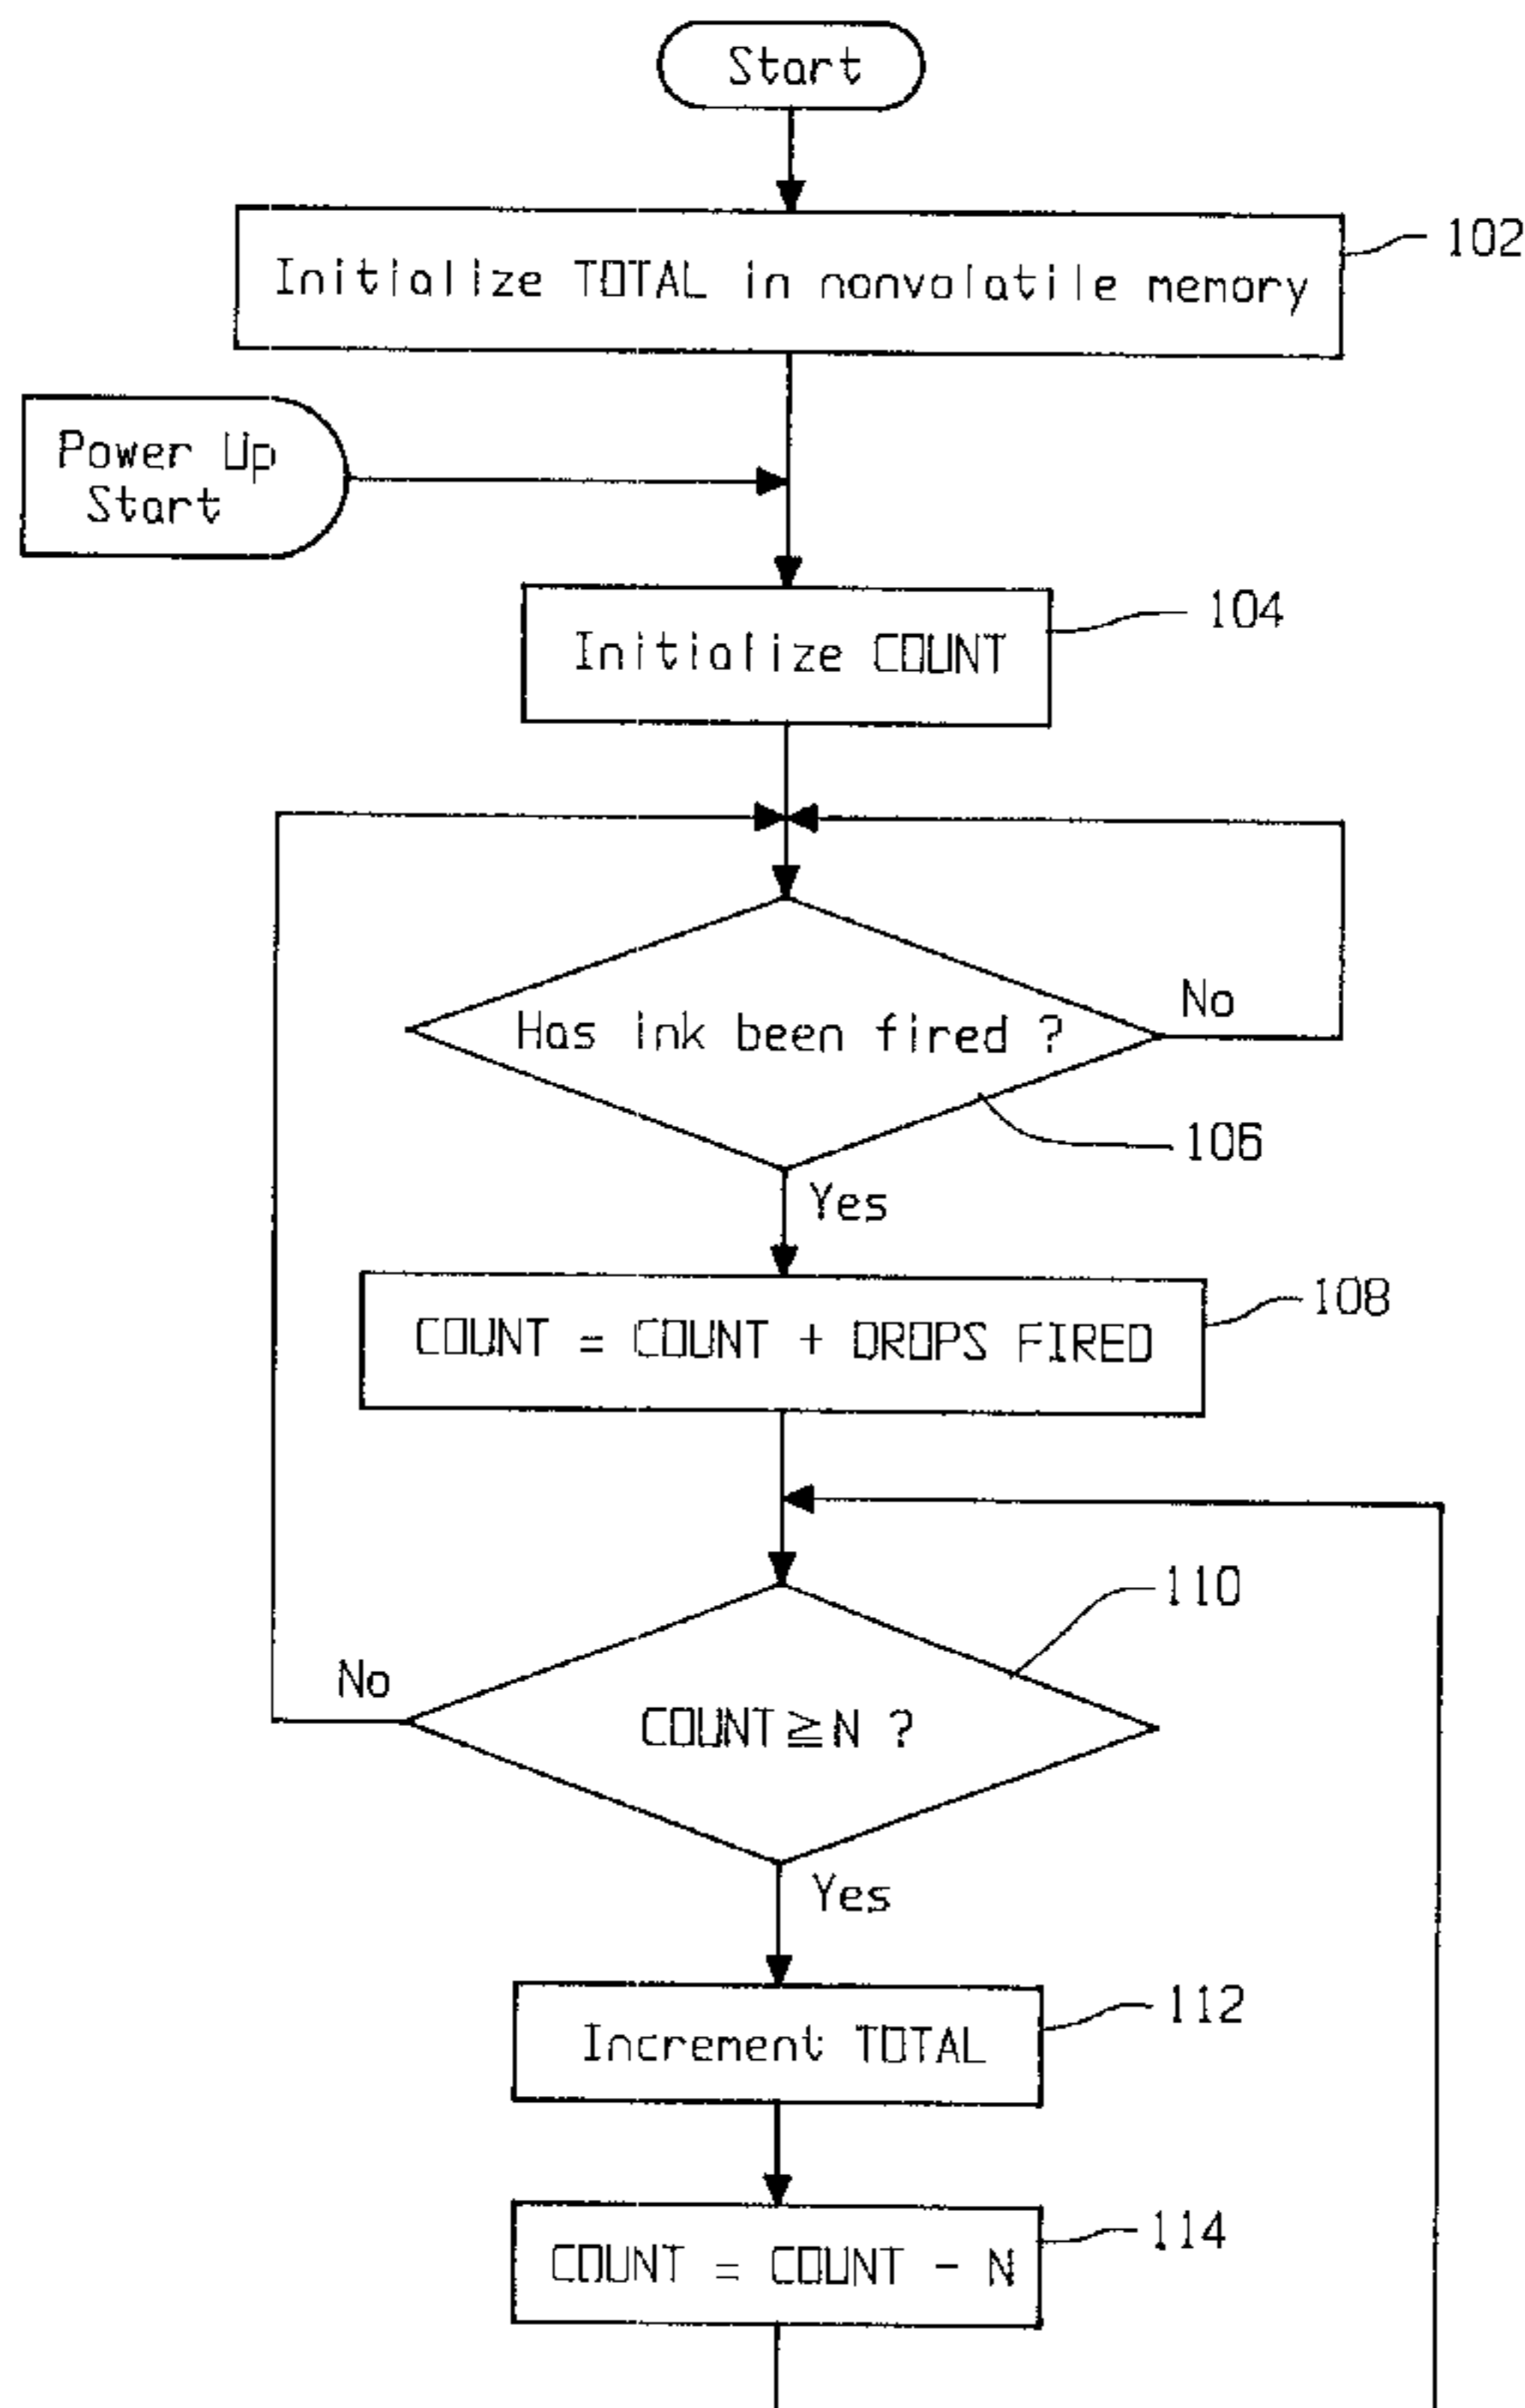 Start
Initialize TOTAL in nonvolatile memory
102
Power Up
Start
Initialize COUNT
104
Has ink been fired ?
No
106
Yes
COUNT = COUNT + DROPS FIRED
108
110
No
COUNT≧N ?
Yes
Increment TOTAL
112
COUNT = COUNT - N
114